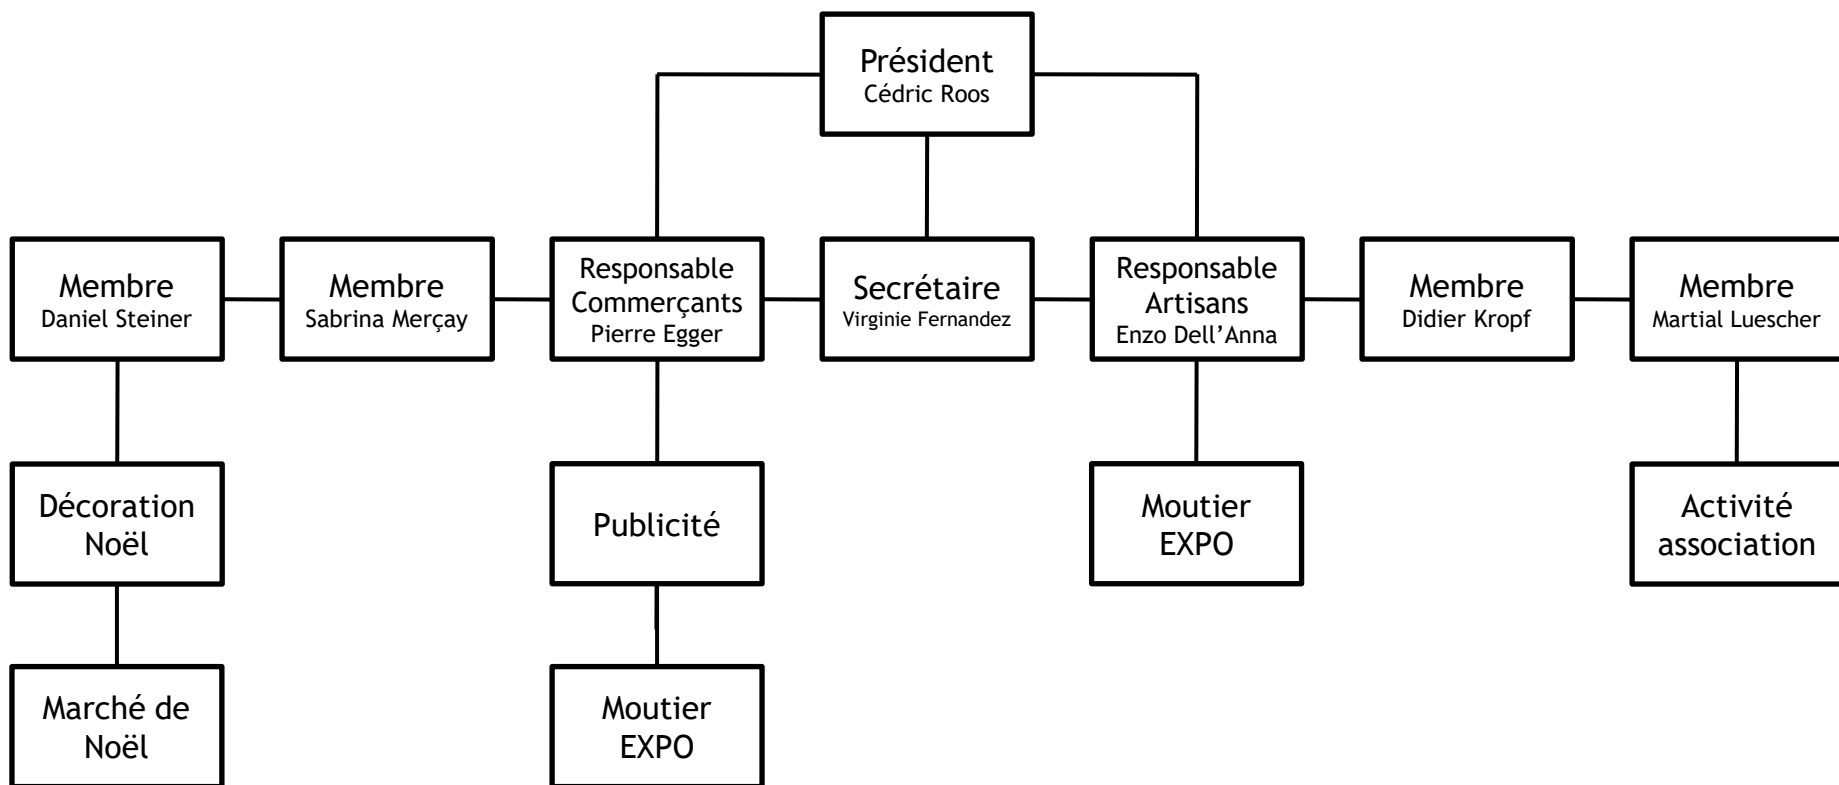 Président
Cédric Roos
Membre
Daniel Steiner
Membre
Sabrina Merçay
Responsable
Commerçants
Pierre Egger
Secrétaire
Virginie Fernandez
Responsable
Artisans
Enzo Dell’Anna
Membre
Didier Kropf
Membre
Martial Luescher
Décoration
Noël
Publicité
Moutier
EXPO
Activité
association
Marché de
Noël
Moutier
EXPO